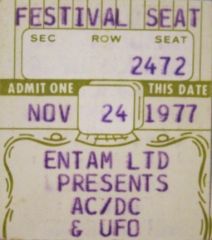 FESTIVAL SEAT
SEC ROW SEAT
2472
ADMIT ONE THIS DATE
NOV 24 1977
ENTAM LTD
PRESENTS
AC/DC
& UFO